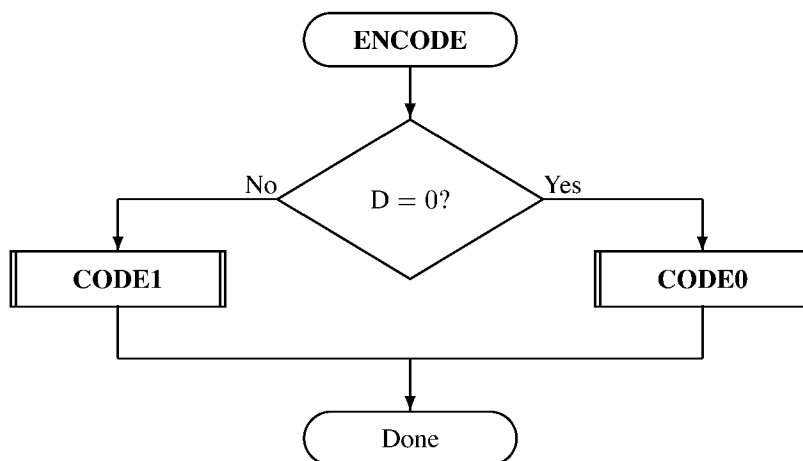 ENCODE
No
Yes
D = 0?
CODE1
CODE0
Done